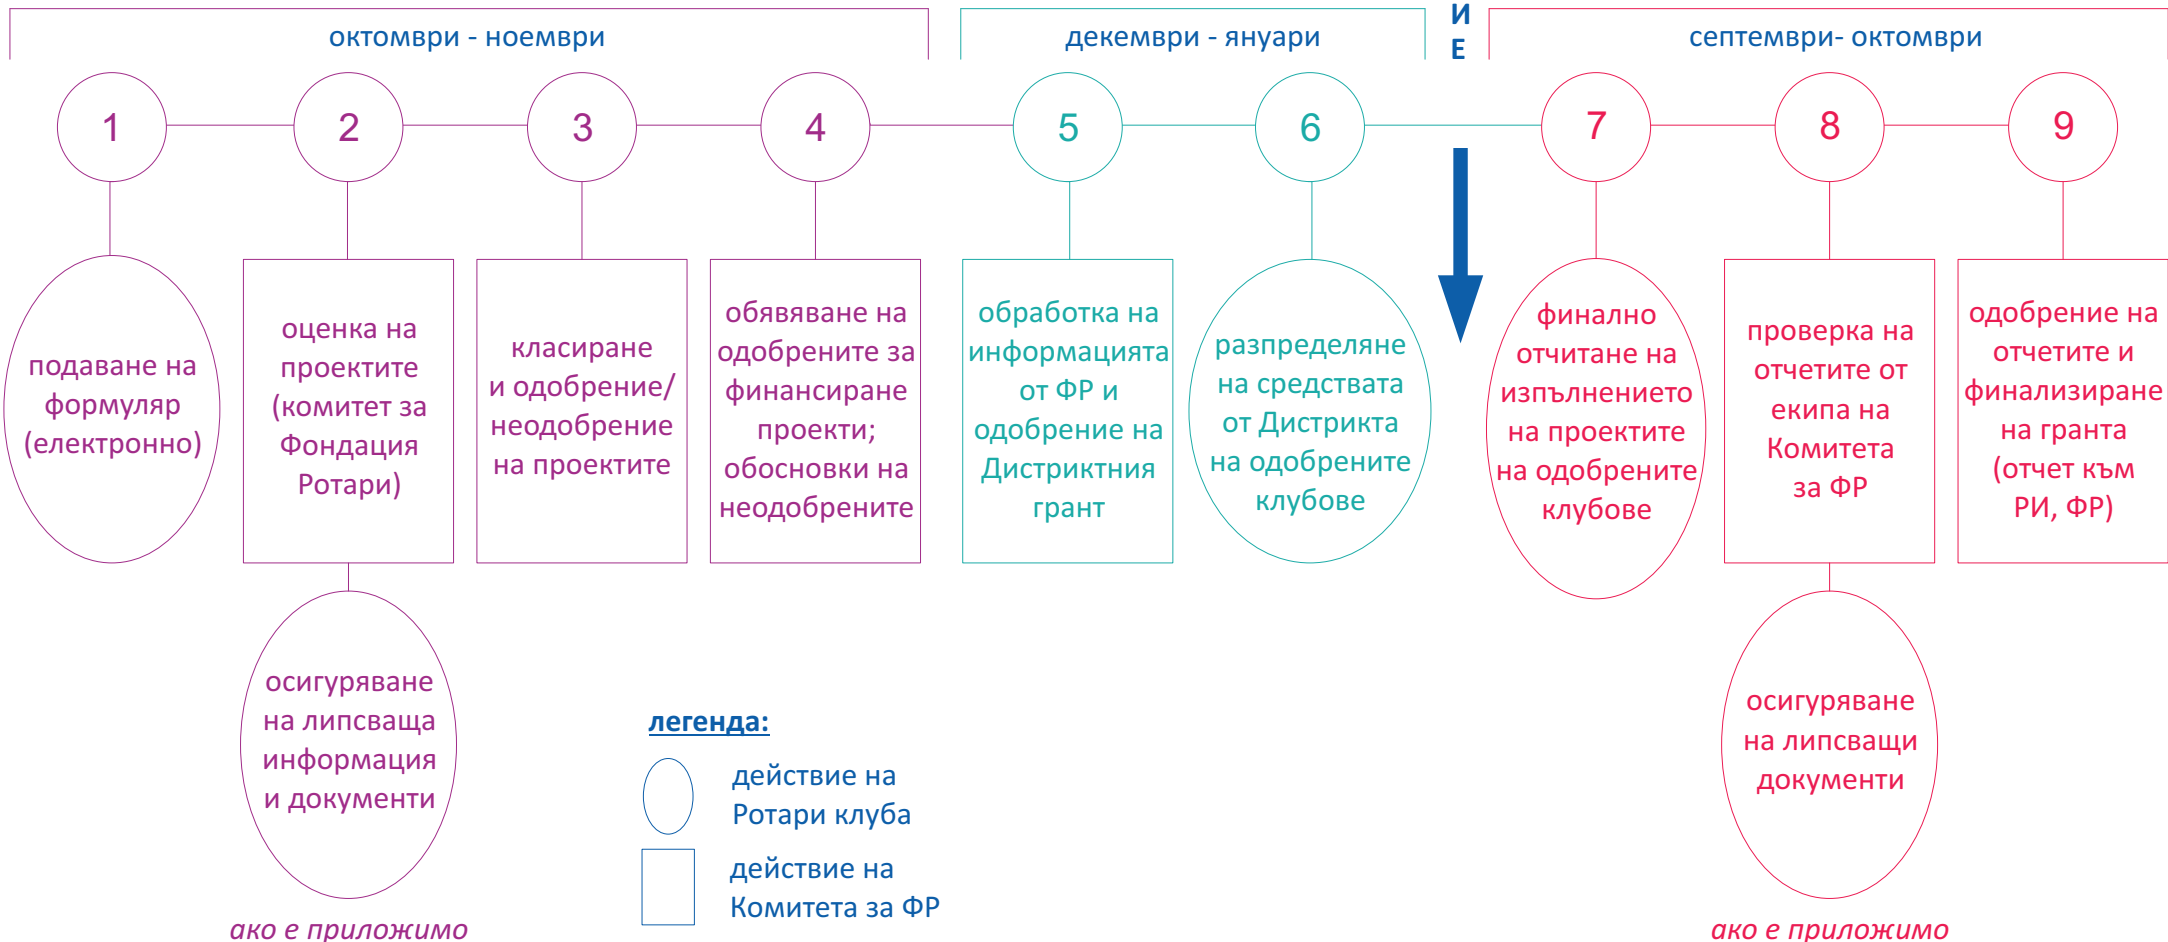 октомври - ноември
декември - януари
И
Е
септември- октомври
1
2
3
4
5
6
7
8
9
подаване на
формуляр
(електронно)
оценка на
проектите
(комитет за
Фондация
Ротари)
класиране
и одобрение/
неодобрение
на проектите
обявяване на
одобрените за
финансиране
проекти;
обосновки на
неодобрените
обработка на
информацията
от ФР и
одобрение на
Дистриктния
грант
разпределяне
на средствата
от Дистрикта
на одобрените
клубове
финално
отчитане на
изпълнението
на проектите
на одобрените
клубове
проверка на
отчетите от
екипа на
Комитета
за ФР
одобрение на
отчетите и
финализиране
на гранта
(отчет към
РИ, ФР)
осигуряване
на липсваща
информация
и документи
ако е приложимо
легенда:
действие на
Ротари клуба
действие на
Комитета за ФР
осигуряване
на липсващи
документи
ако е приложимо